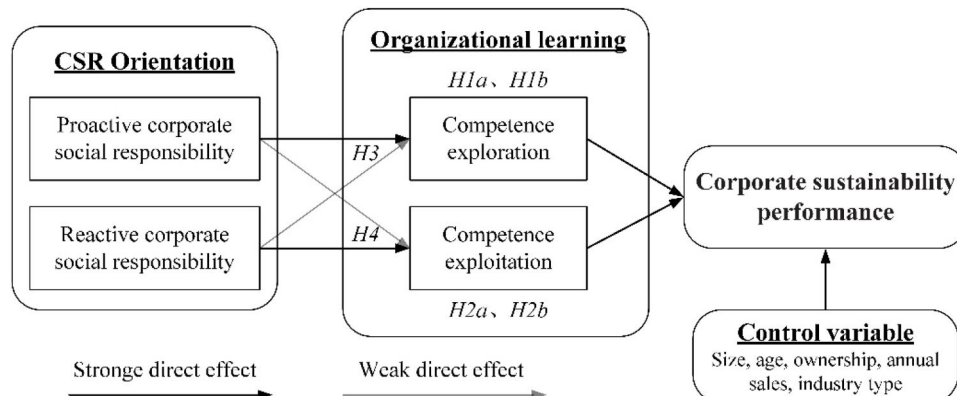 CSR Orientation
Proactive corporate
social responsibility
Reactive corporate
social responsibility
Organizational learning
H1a、H1b
Competence
exploration
H3
H4
Competence
exploitation
H2a、H2b
Corporate sustainability
performance
Control variable
Size, age, ownership, annual
sales, industry type
Stronge direct effect
Weak direct effect